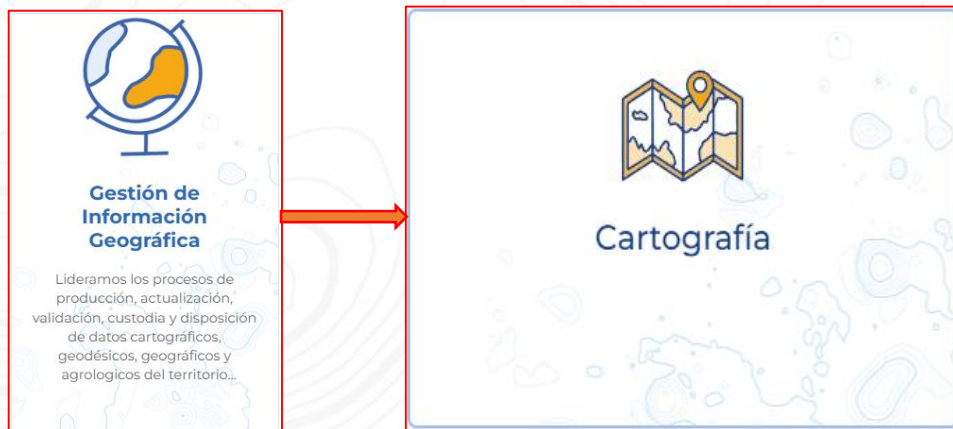 Gestión de
Información
Geográfica
Lideramos los procesos de
producción, actualización,
validación, custodia y disposición
de datos cartográficos,
geodésicos, geográficos y
agrologicos del territorio...
Cartografía